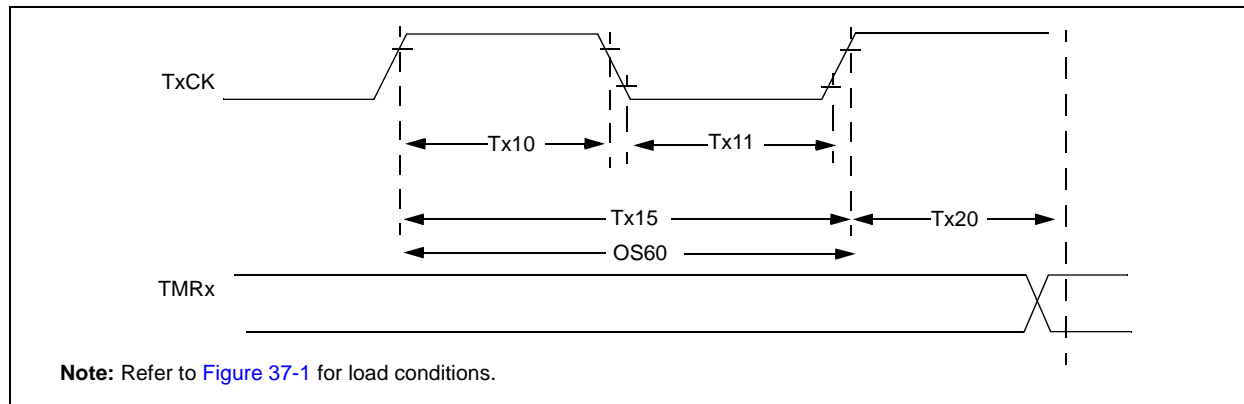 TxCK
Tx10
Tx11
Tx15
Tx20
OS60
TMRx
Note: Refer to Figure 37-1 for load conditions.